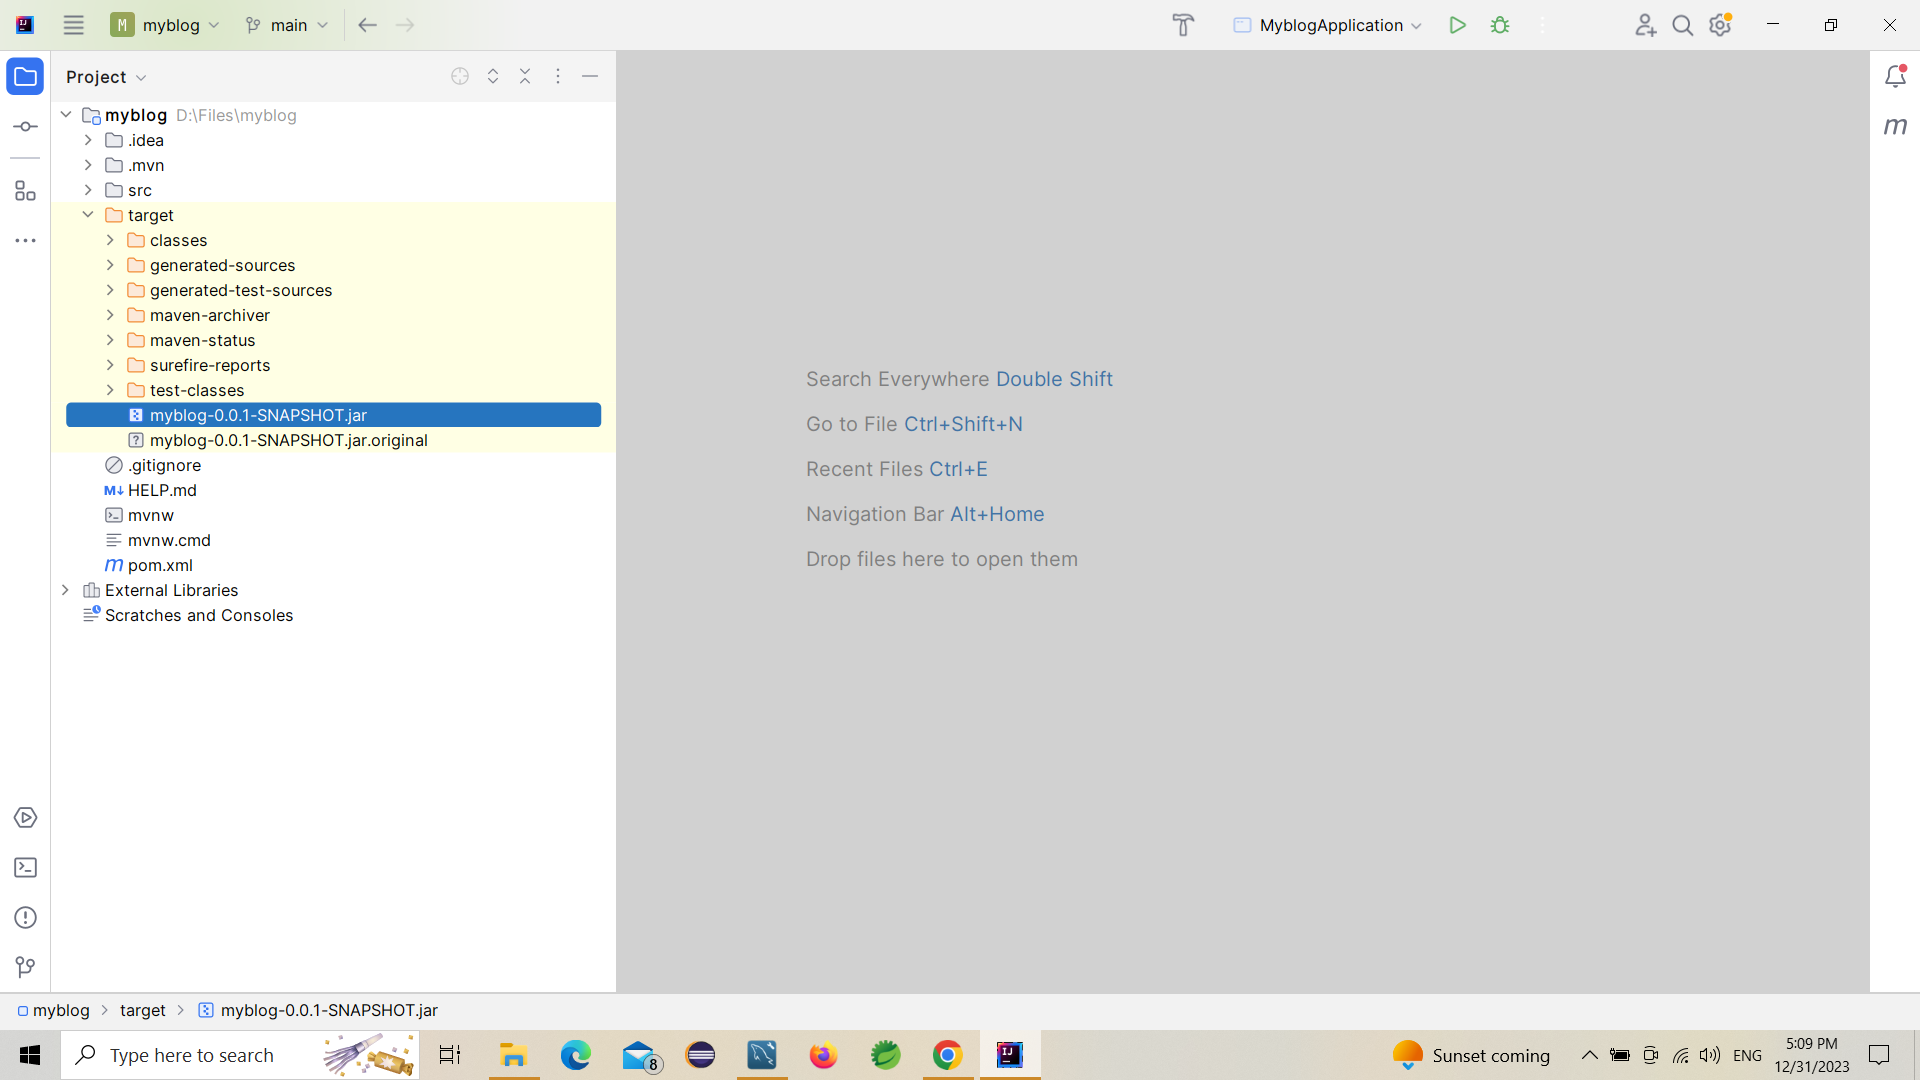 M myblog main MyblogApplication
Project
myblog D:\Files\myblog
.idea
.mvn
src
target
classes
generated-sources
generated-test-sources
maven-archiver
maven-status
surefire-reports
test-classes
myblog-0.0.1-SNAPSHOT.jar
myblog-0.0.1-SNAPSHOT.jar.original
.gitignore
M↓ HELP.md
mvnw
mvnw.cmd
m pom.xml
External Libraries
Scratches and Consoles
Search Everywhere Double Shift
Go to File Ctrl+Shift+N
Recent Files Ctrl+E
Navigation Bar Alt+Home
Drop files here to open them
m
myblog > target > myblog-0.0.1-SNAPSHOT.jar
Type here to search
8
IJ
Sunset coming
ENG
5:09 PM
12/31/2023